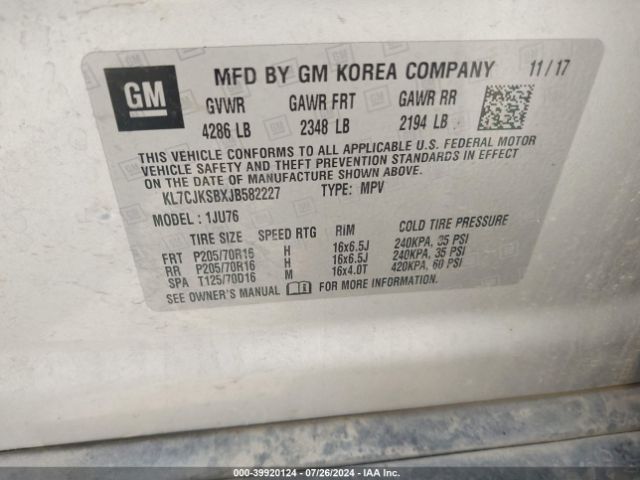 GM
MFD BY GM KOREA COMPANY 11/17
GVWR GAWR FRT GAWR RR
4286 LB 2348 LB 2194 LB
THIS VEHICLE CONFORMS TO ALL APPLICABLE U.S. FEDERAL MOTOR
VEHICLE SAFETY AND THEFT PREVENTION STANDARDS IN EFFECT
ON THE DATE OF MANUFACTURE SHOWN ABOVE.
KL7CJKSBXJB582227 TYPE: MPV
MODEL: 1JU76
TIRE SIZE SPEED RTG RIM COLD TIRE PRESSURE
FRT P205/70R16 H 16x6.5J 240KPA, 35 PSI
RR P205/70R16 H 16x6.5J 240KPA, 35 PSI
SPA T125/70D16 M 16x4.0T 420KPA, 60 PSI
SEE OWNER'S MANUAL FOR MORE INFORMATION.
000-39920124 | 07/26/2024 | IAA Inc.